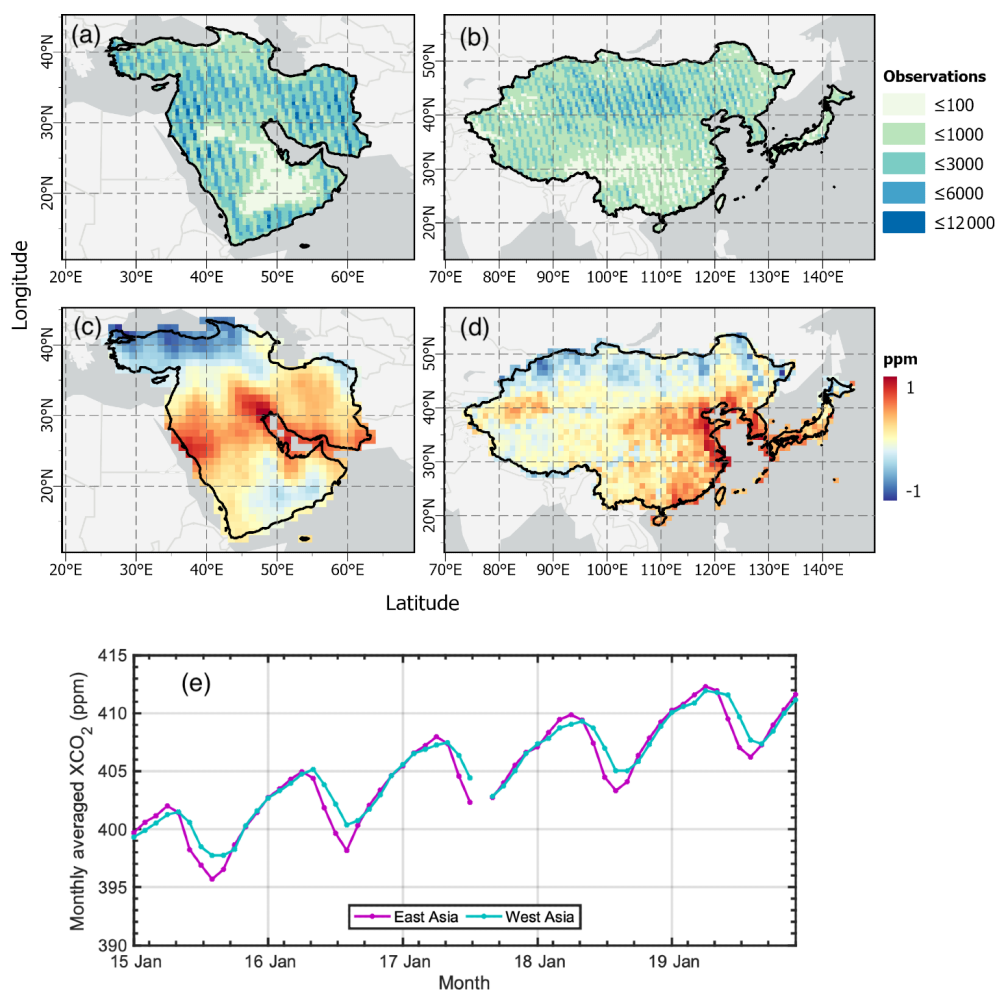 (a)
40°N
30°N
20°N
20°E 30°E 40°E 50°E 60°E
(b)
50°N
40°N
30°N
20°N
70°E 80°E 90°E 100°E 110°E 120°E 130°E 140°E
Observations
≤100
≤1000
≤3000
≤6000
≤12 000
Longitude
(c)
40°N
30°N
20°N
20°E 30°E 40°E 50°E 60°E
(d)
50°N
40°N
30°N
20°N
70°E 80°E 90°E 100°E 110°E 120°E 130°E 140°E
ppm
1
-1
Latitude
(e)
Monthly averaged XCO2 (ppm)
415
410
405
400
395
390
East Asia West Asia
15 Jan 16 Jan 17 Jan 18 Jan 19 Jan
Month